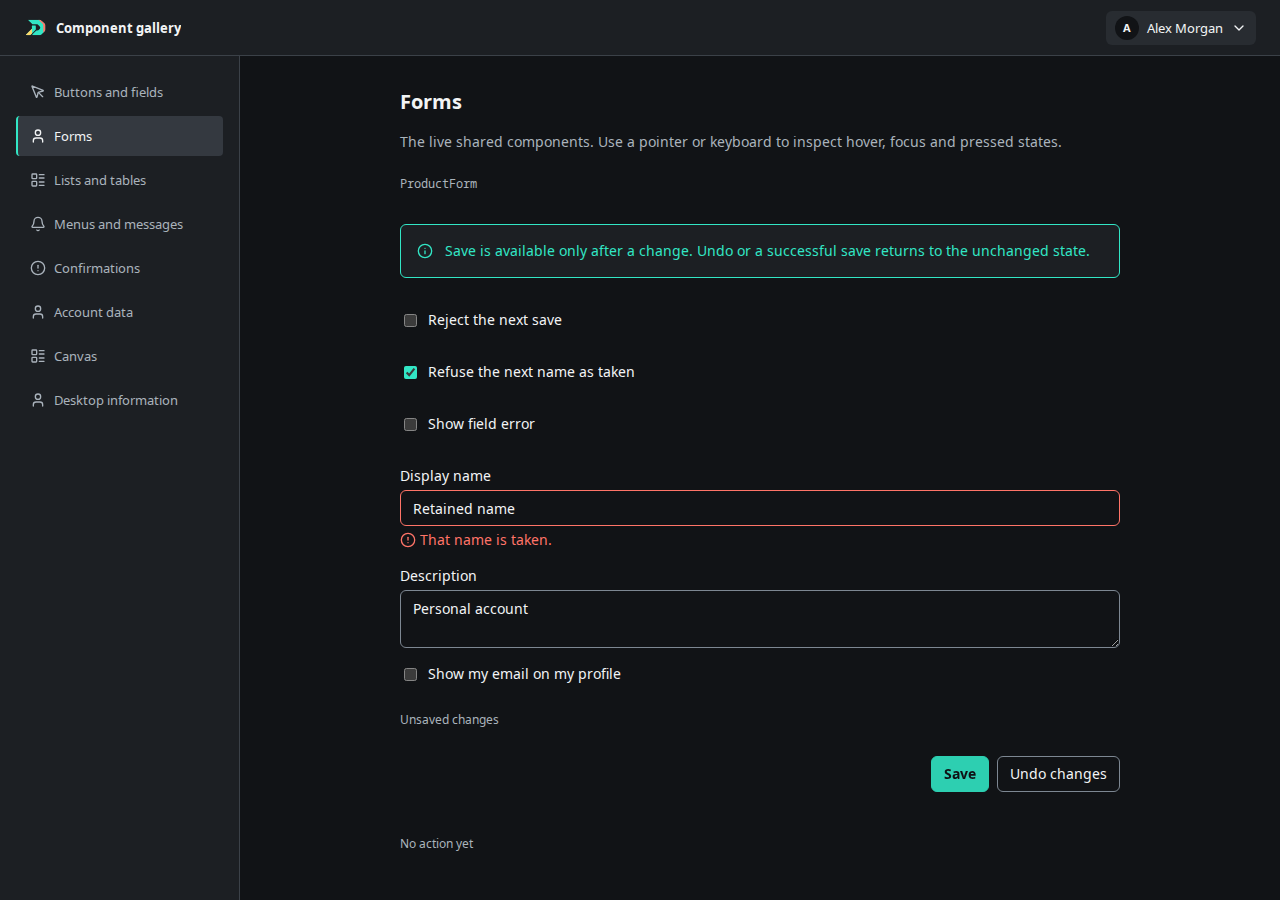 Component gallery
A
Alex Morgan
Buttons and fields
Forms
Lists and tables
Menus and messages
Confirmations
Account data
Canvas
Desktop information
Forms
The live shared components. Use a pointer or keyboard to inspect hover, focus and pressed states.
ProductForm
Save is available only after a change. Undo or a successful save returns to the unchanged state.
Reject the next save
Refuse the next name as taken
Show field error
Display name
Retained name
That name is taken.
Description
Personal account
Show my email on my profile
Unsaved changes
Save
Undo changes
No action yet